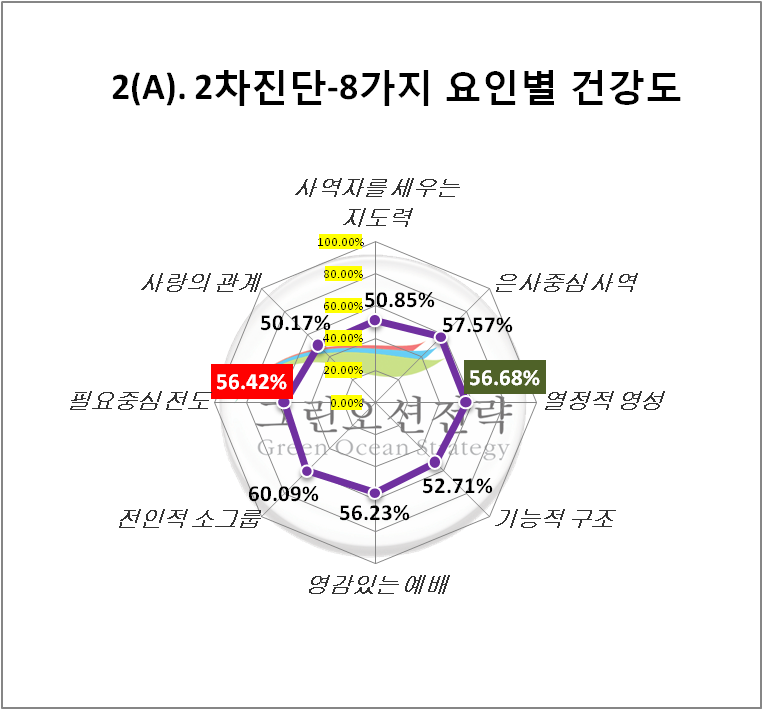 2(A). 2차진단-8가지 요인별 건강도
사역자를 세우는
지도력
100.00%
사랑의 관계
80.00%
은사중심 사역
50.85%
60.00%
50.17%
57.57%
40.00%
20.00%
56.42%
56.68%
필요중심 전도
0.00%
열정적 영성
그린오션전략
Green Ocean Strategy
60.09%
52.71%
56.23%
전인적 소그룹
기능적 구조
영감있는 예배